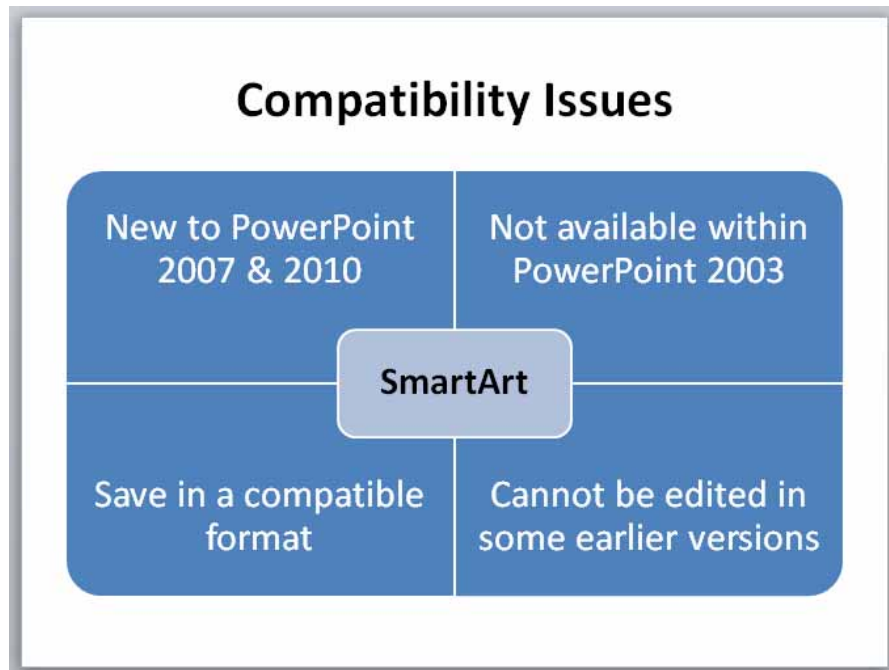 Compatibility Issues
New to PowerPoint
2007 & 2010
Not available within
PowerPoint 2003
SmartArt
Save in a compatible
format
Cannot be edited in
some earlier versions